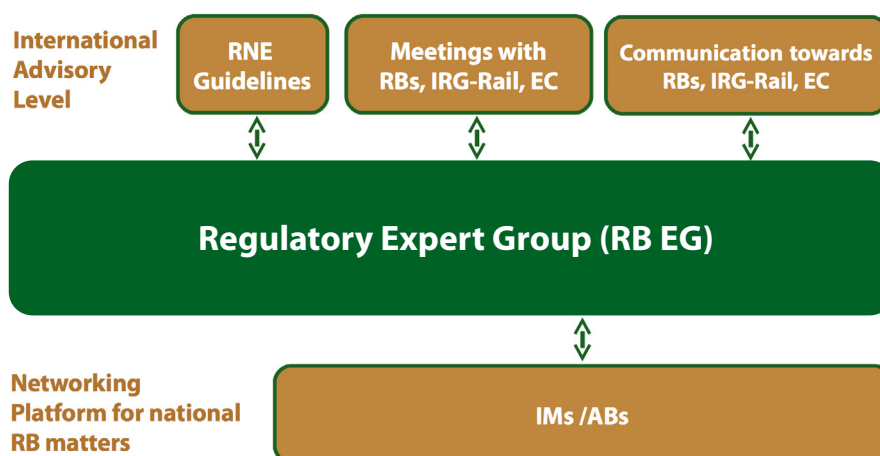 International
Advisory
Level
RNE
Guidelines
Meetings with
RBs, IRG-Rail, EC
Communication towards
RBs, IRG-Rail, EC
Regulatory Expert Group (RB EG)
Networking
Platform for national
RB matters
IMs /ABs